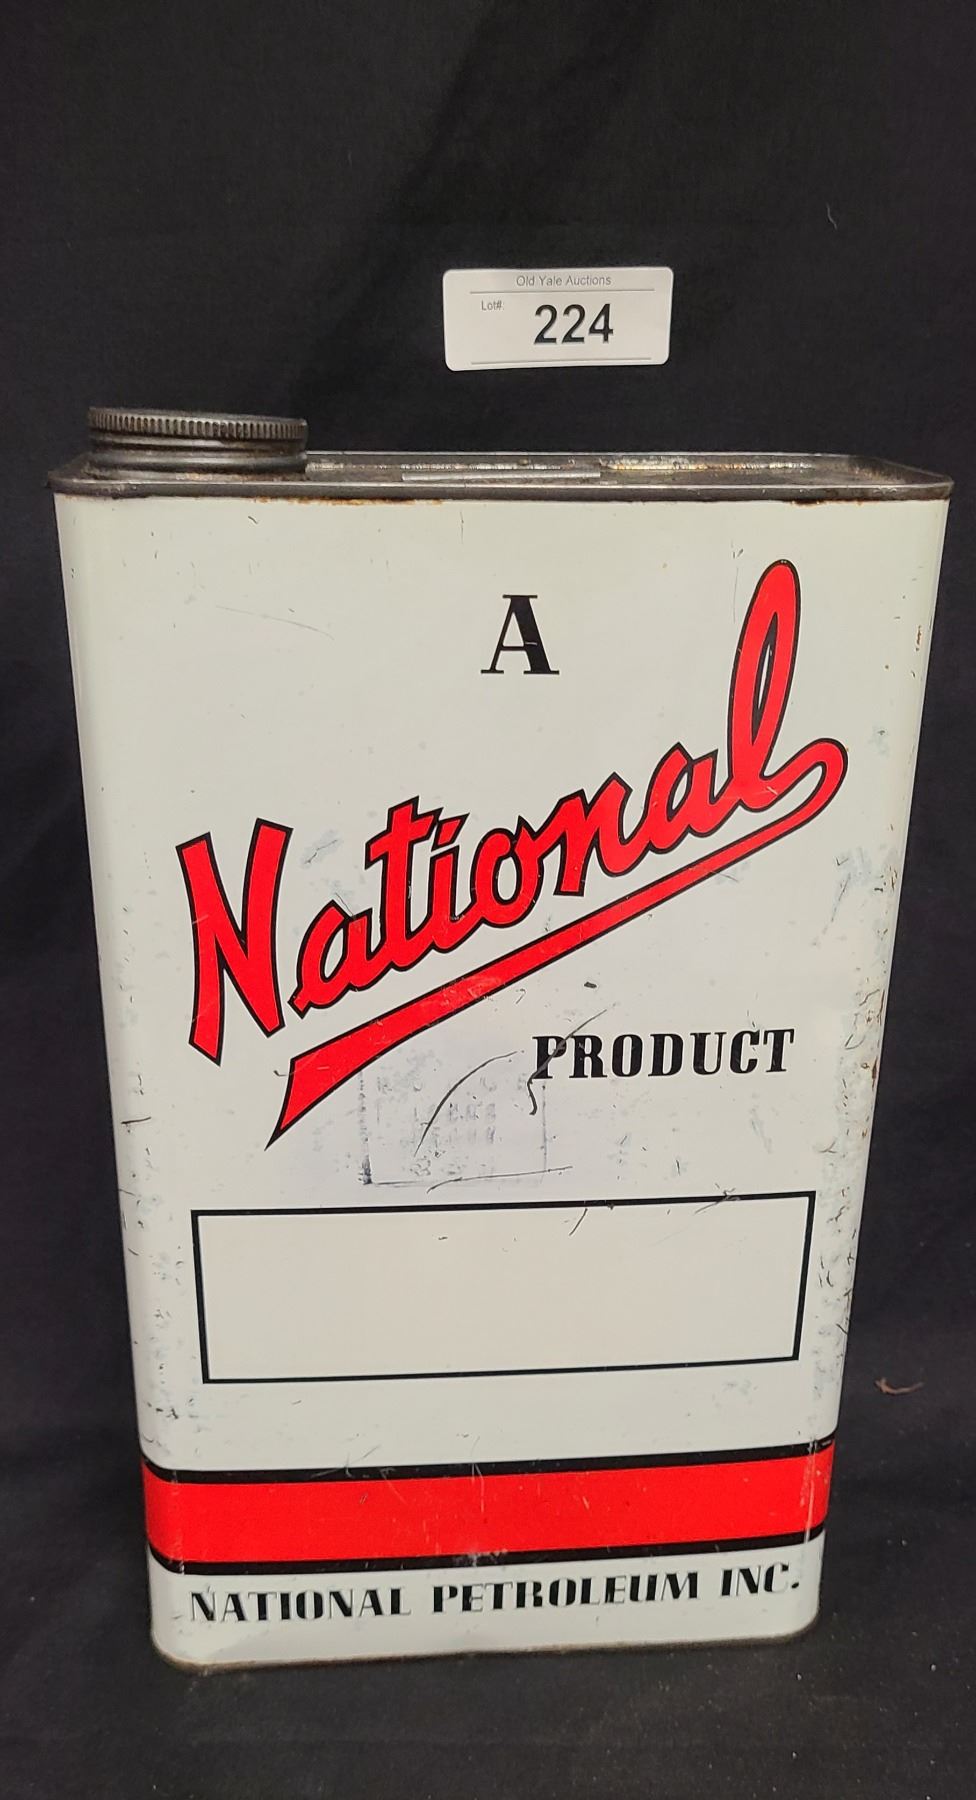 Old Yale Auctions
Lot#: 224
A
National
PRODUCT
NATIONAL PETROLEUM INC.